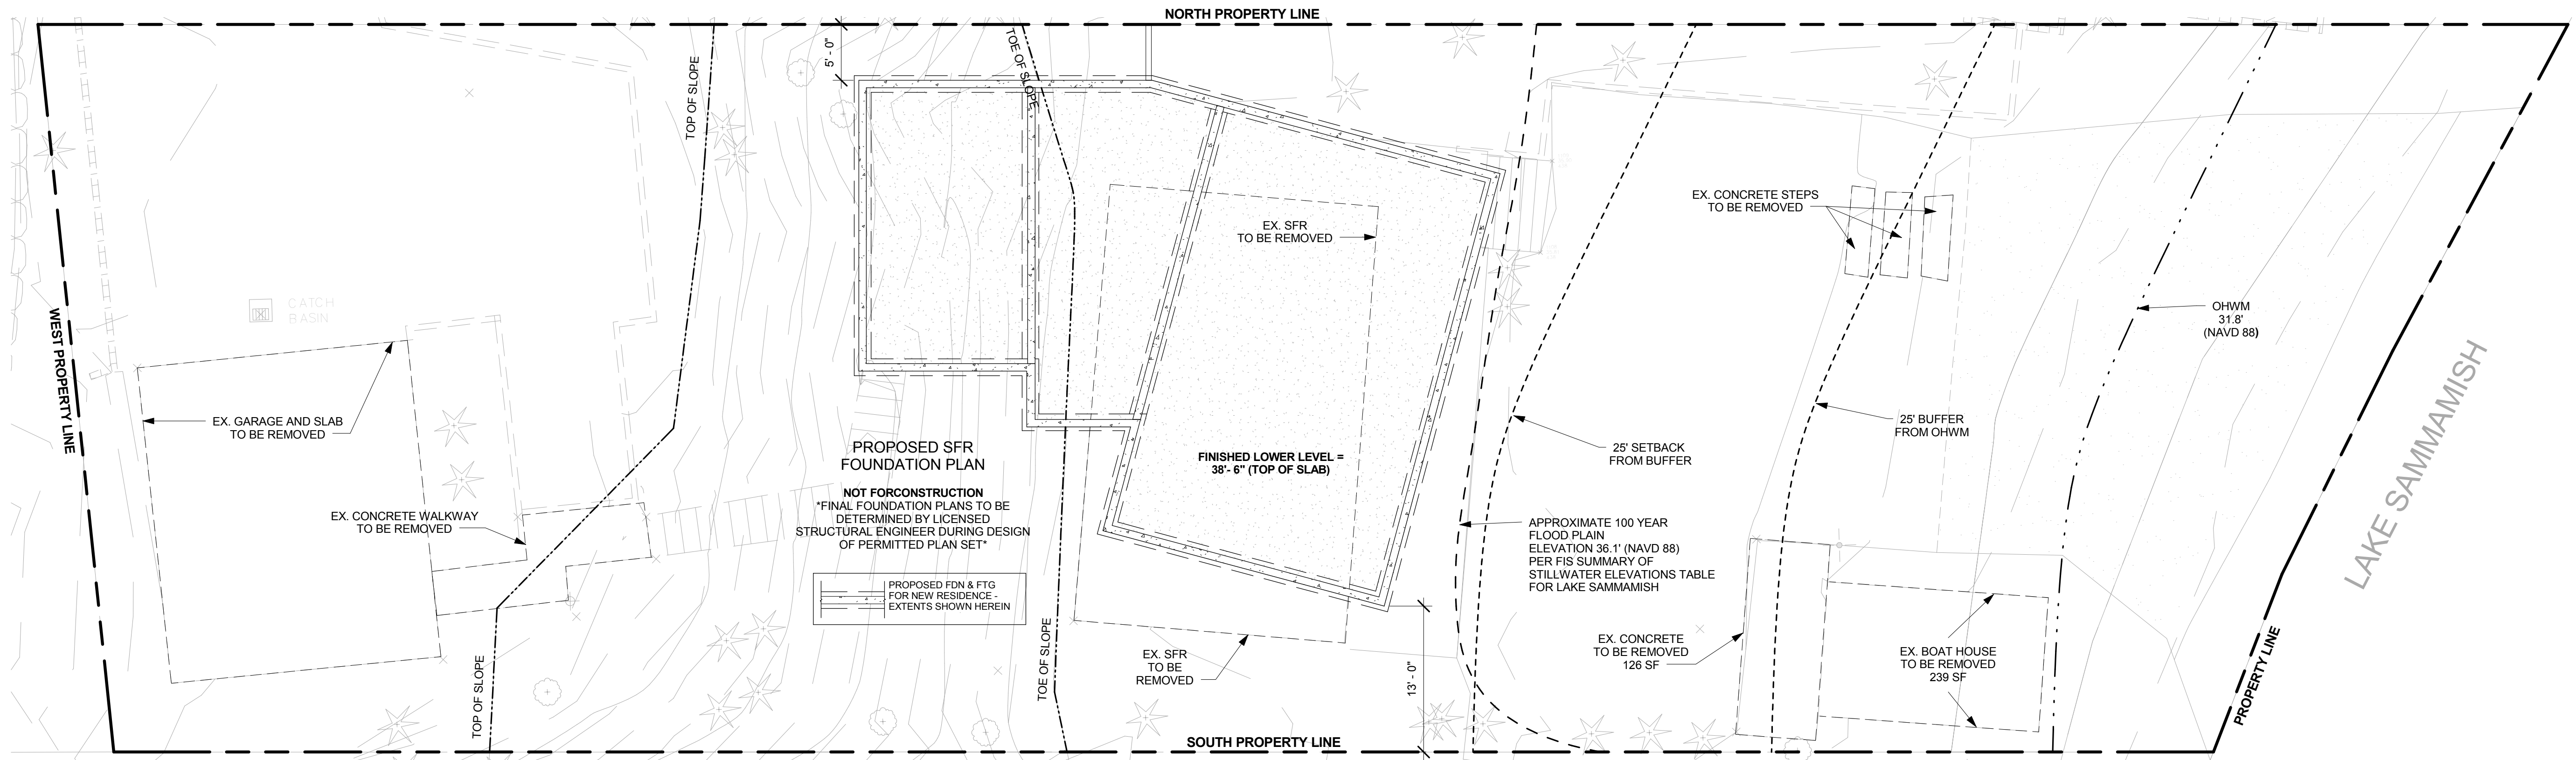 NORTH PROPERTY LINE
5' - 0"
TOE OF SLOPE
TOP OF SLOPE
EX. SFR
TO BE REMOVED
EX. CONCRETE STEPS
TO BE REMOVED
CATCH
BASIN
OHWM
31.8'
(NAVD 88)
WEST PROPERTY LINE
EX. GARAGE AND SLAB
TO BE REMOVED
25' BUFFER
FROM OHWM
LAKE SAMMAMISH
PROPOSED SFR
FOUNDATION PLAN
FINISHED LOWER LEVEL =
38'- 6" (TOP OF SLAB)
25' SETBACK
FROM BUFFER
NOT FORCONSTRUCTION
*FINAL FOUNDATION PLANS TO BE
DETERMINED BY LICENSED
STRUCTURAL ENGINEER DURING DESIGN
OF PERMITTED PLAN SET*
EX. CONCRETE WALKWAY
TO BE REMOVED
APPROXIMATE 100 YEAR
FLOOD PLAIN
ELEVATION 36.1' (NAVD 88)
PER FIS SUMMARY OF
STILLWATER ELEVATIONS TABLE
FOR LAKE SAMMAMISH
PROPOSED FDN & FTG
FOR NEW RESIDENCE -
EXTENTS SHOWN HEREIN
TOP OF SLOPE
TOE OF SLOPE
EX. SFR
TO BE
REMOVED
13' - 0"
EX. CONCRETE
TO BE REMOVED
126 SF
EX. BOAT HOUSE
TO BE REMOVED
239 SF
PROPERTY LINE
SOUTH PROPERTY LINE